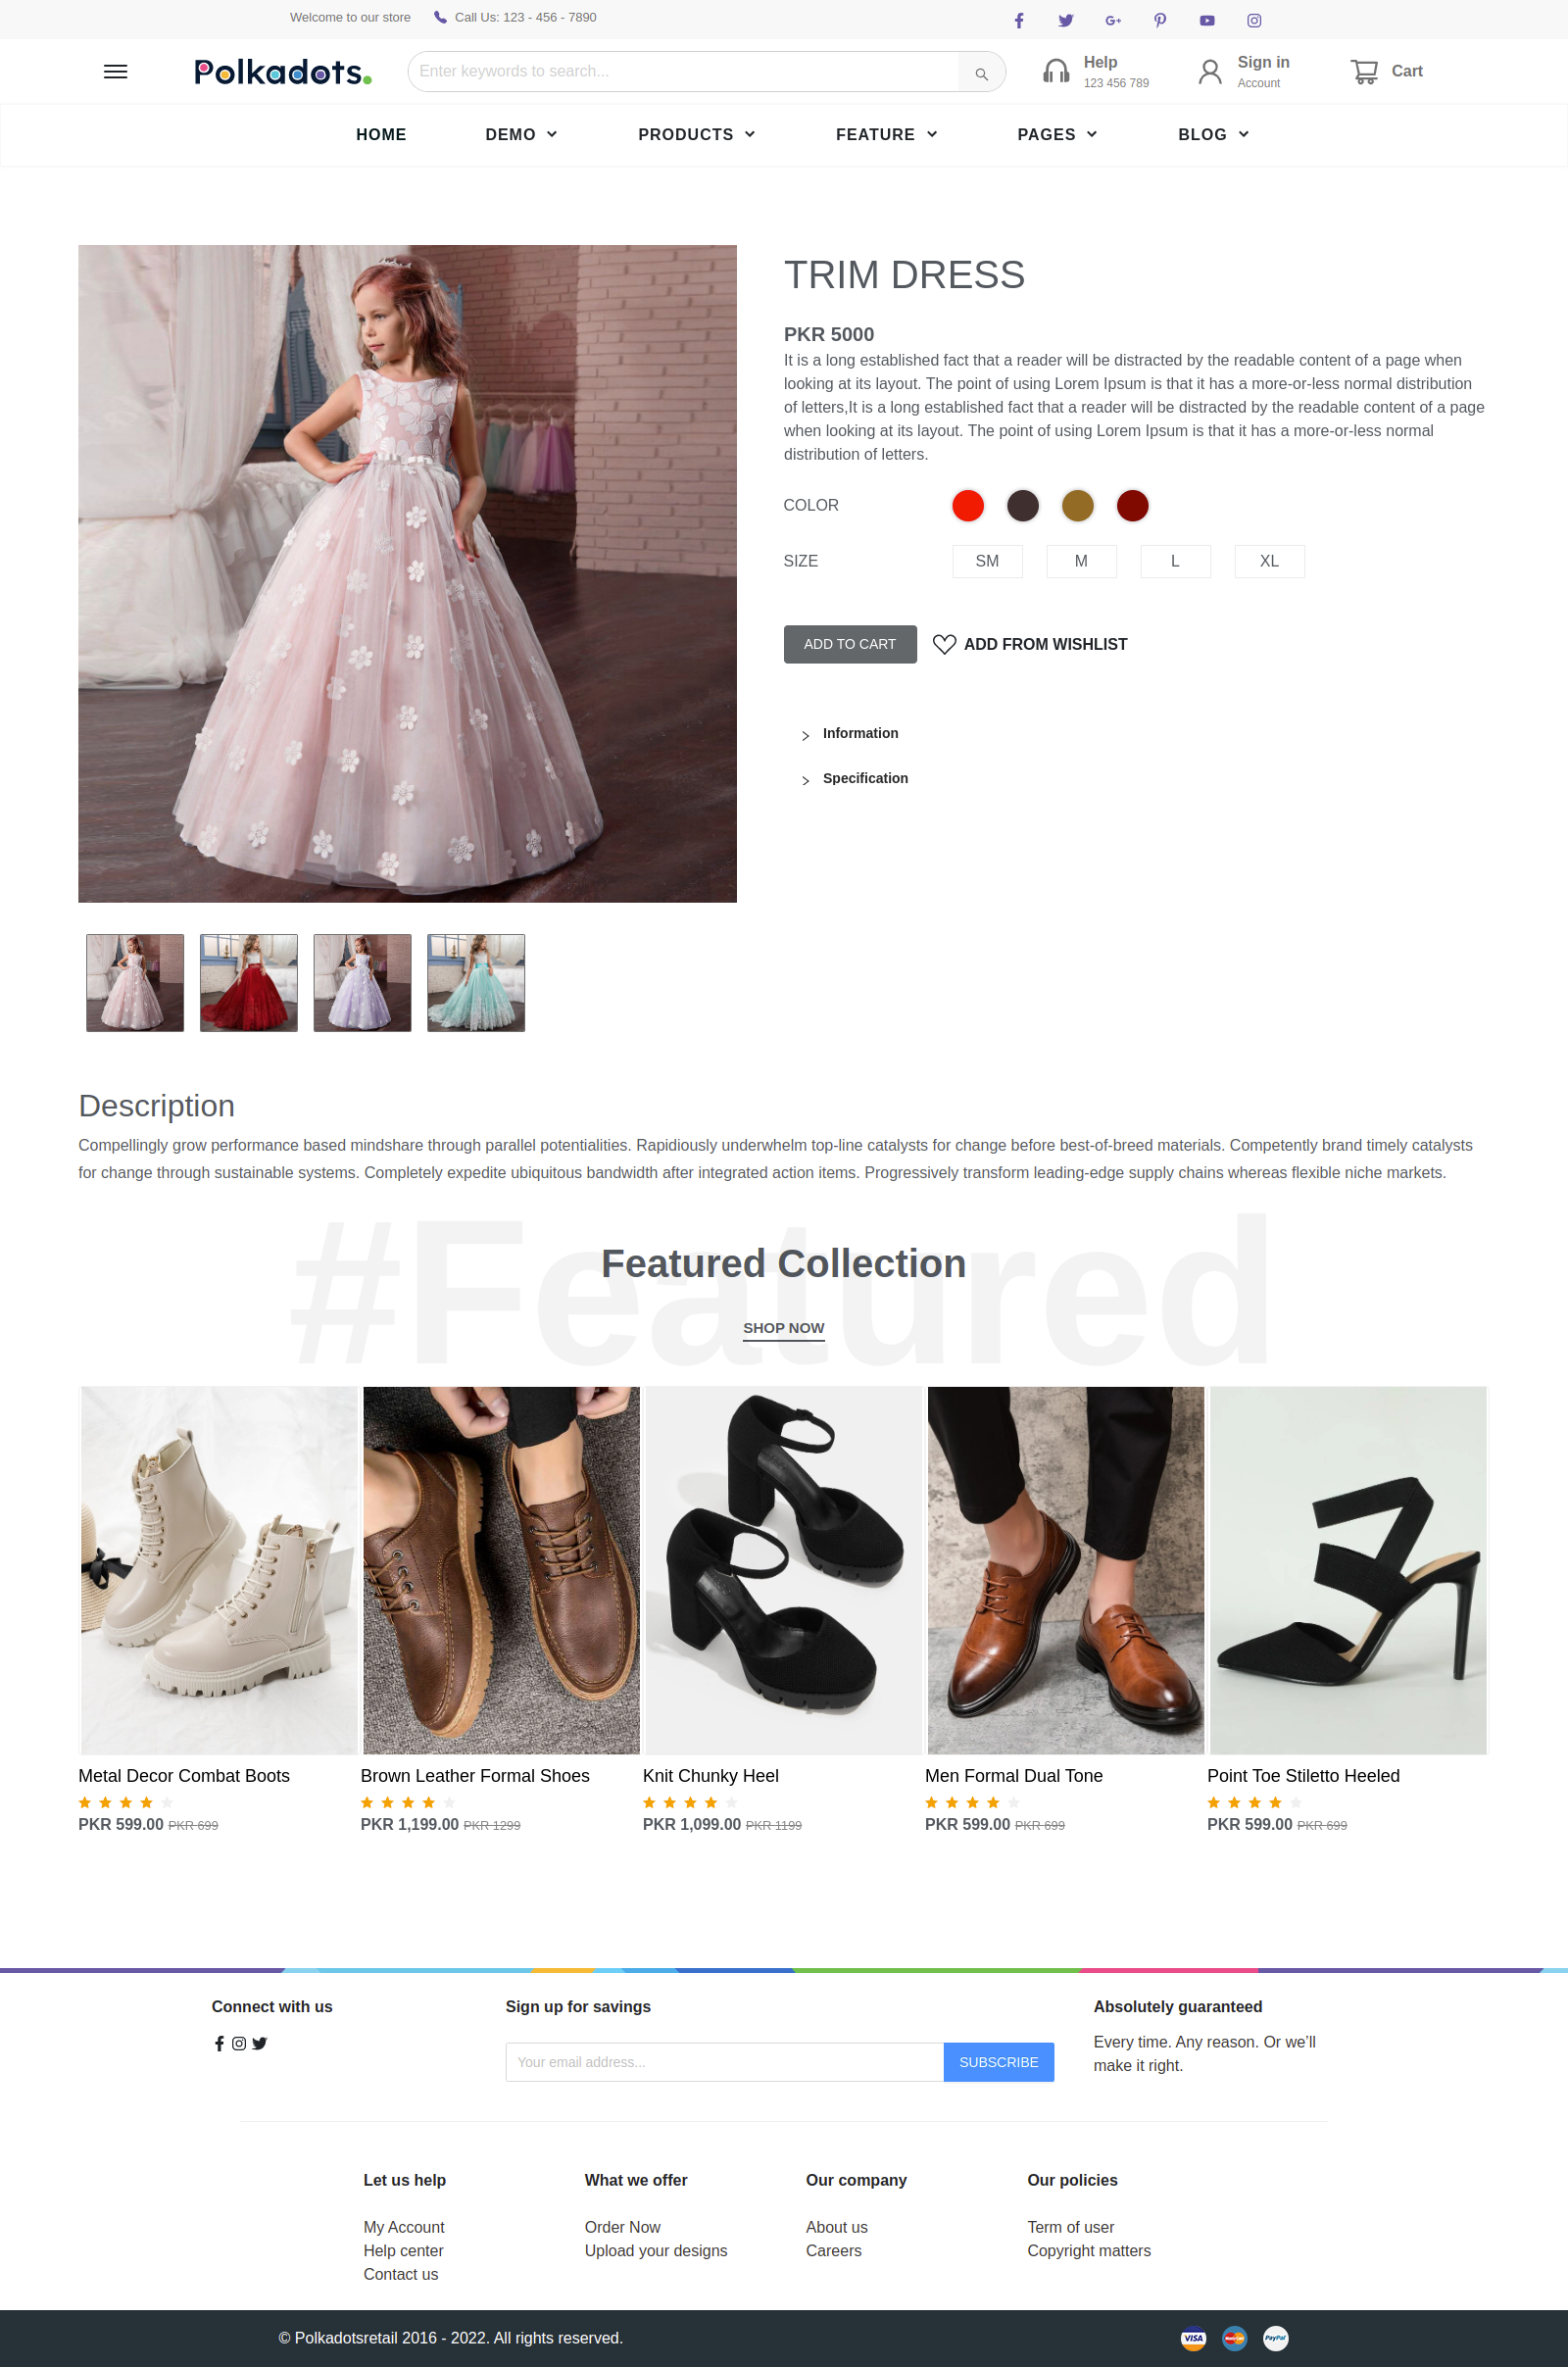 Welcome to our store
Call Us: 123 - 456 - 7890
Polkadots.
Enter keywords to search...
Help
123 456 789
Sign in
Account
Cart
HOME
DEMO
PRODUCTS
FEATURE
PAGES
BLOG
TRIM DRESS
PKR 5000
It is a long established fact that a reader will be distracted by the readable content of a page when
looking at its layout. The point of using Lorem Ipsum is that it has a more-or-less normal distribution
of letters,It is a long established fact that a reader will be distracted by the readable content of a page
when looking at its layout. The point of using Lorem Ipsum is that it has a more-or-less normal
distribution of letters.
COLOR
SIZE
SM
M
L
XL
ADD TO CART
ADD FROM WISHLIST
Information
Specification
Description
Compellingly grow performance based mindshare through parallel potentialities. Rapidiously underwhelm top-line catalysts for change before best-of-breed materials. Competently brand timely catalysts
for change through sustainable systems. Completely expedite ubiquitous bandwidth after integrated action items. Progressively transform leading-edge supply chains whereas flexible niche markets.
#Featured
Featured Collection
SHOP NOW
Metal Decor Combat Boots
PKR 599.00 PKR 699
Brown Leather Formal Shoes
PKR 1,199.00 PKR 1299
Knit Chunky Heel
PKR 1,099.00 PKR 1199
Men Formal Dual Tone
PKR 599.00 PKR 699
Point Toe Stiletto Heeled
PKR 599.00 PKR 699
Connect with us
Sign up for savings
Your email address...
SUBSCRIBE
Absolutely guaranteed
Every time. Any reason. Or we’ll
make it right.
Let us help
My Account
Help center
Contact us
What we offer
Order Now
Upload your designs
Our company
About us
Careers
Our policies
Term of user
Copyright matters
© Polkadotsretail 2016 - 2022. All rights reserved.
VISA
PayPal